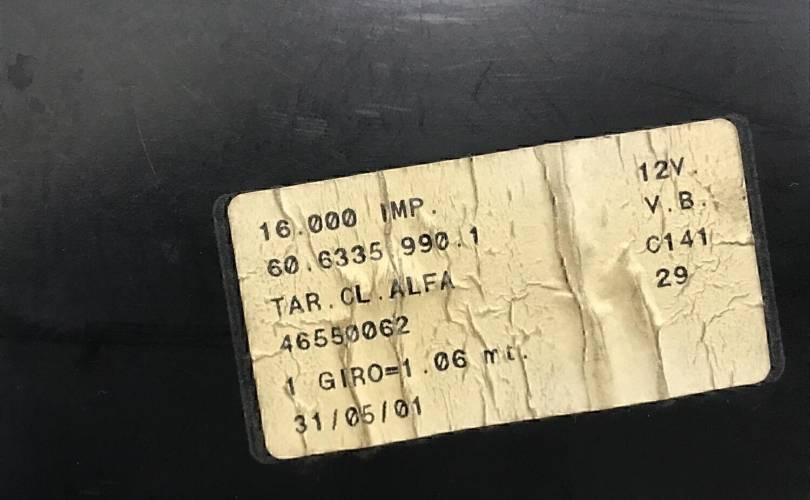 16.000 IMP.
60.6335 990.1
TAR.CL.ALFA
46550062
1 GIRO=1.06 mt.
31/05/01
12V.
V.B.
C141
29